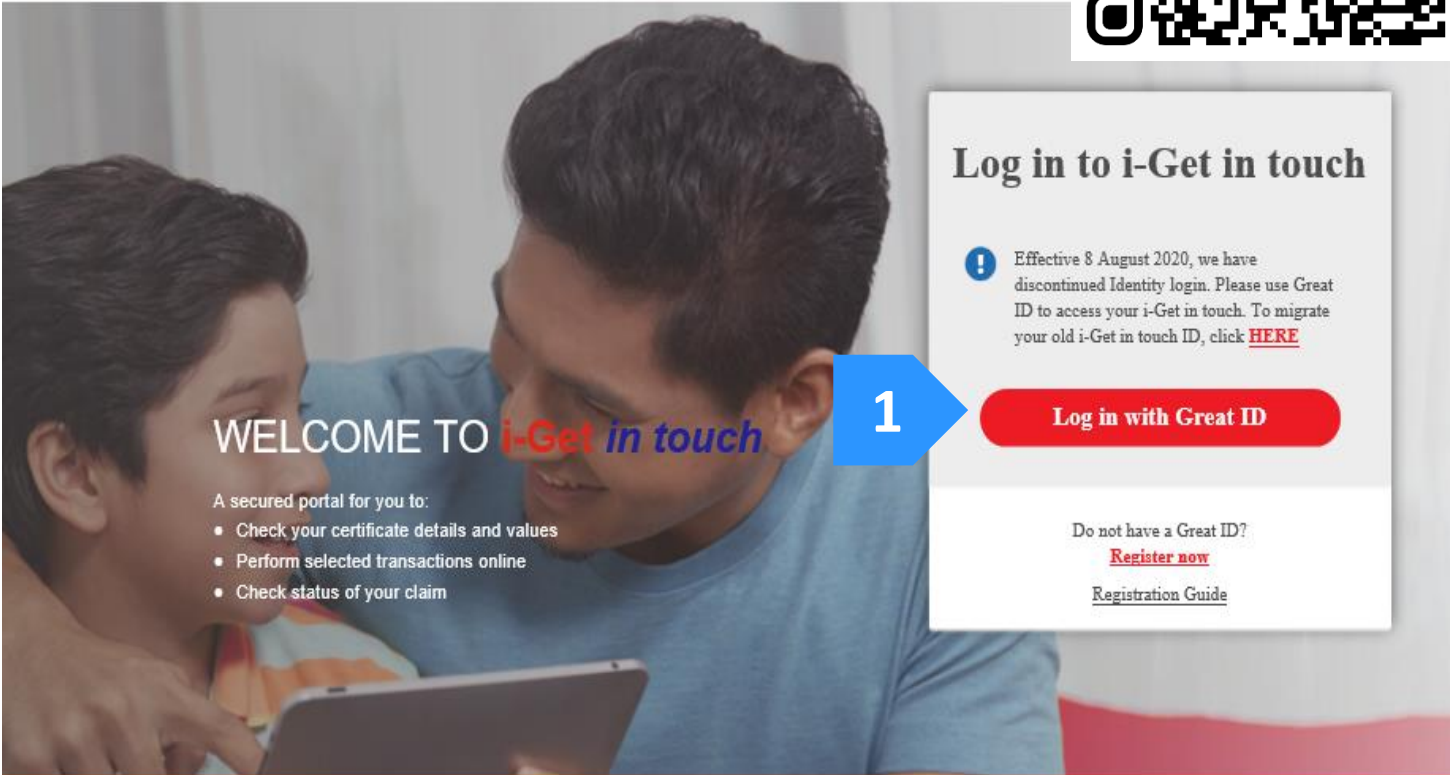 Log in to i-Get in touch
Effective 8 August 2020, we have
discontinued Identity login. Please use Great
ID to access your i-Get in touch. To migrate
your old i-Get in touch ID, click HERE
1
Log in with Great ID
WELCOME TO i-Get in touch
A secured portal for you to:
• Check your certificate details and values
• Perform selected transactions online
• Check status of your claim
Do not have a Great ID?
Register now
Registration Guide